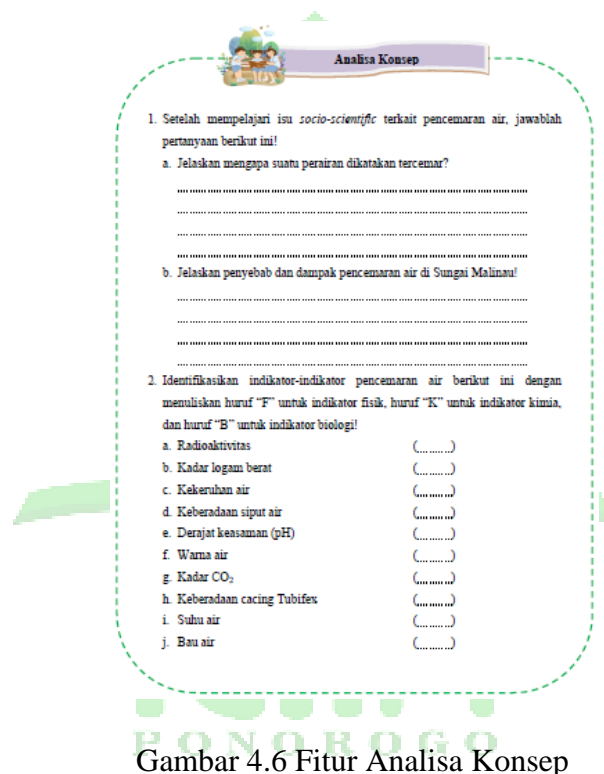 Analisa Konsep
1. Setelah mempelajari isu socio-scientific terkait pencemaran air, jawablah
pertanyaan berikut ini!
a. Jelaskan mengapa suatu perairan dikatakan tercemar?
................................................................................
................................................................................
................................................................................
................................................................................
b. Jelaskan penyebab dan dampak pencemaran air di Sungai Malinau!
................................................................................
................................................................................
................................................................................
................................................................................
2. Identifikasikan indikator-indikator pencemaran air berikut ini dengan
menuliskan huruf “F” untuk indikator fisik, huruf “K” untuk indikator kimia,
dan huruf “B” untuk indikator biologi!
a. Radioaktivitas (..........)
b. Kadar logam berat (..........)
c. Kekeruhan air (..........)
d. Keberadaan siput air (..........)
e. Derajat keasaman (pH) (..........)
f. Warna air (..........)
g. Kadar CO₂ (..........)
h. Keberadaan cacing Tubifex (..........)
i. Suhu air (..........)
j. Bau air (..........)
PONOROGO
Gambar 4.6 Fitur Analisa Konsep